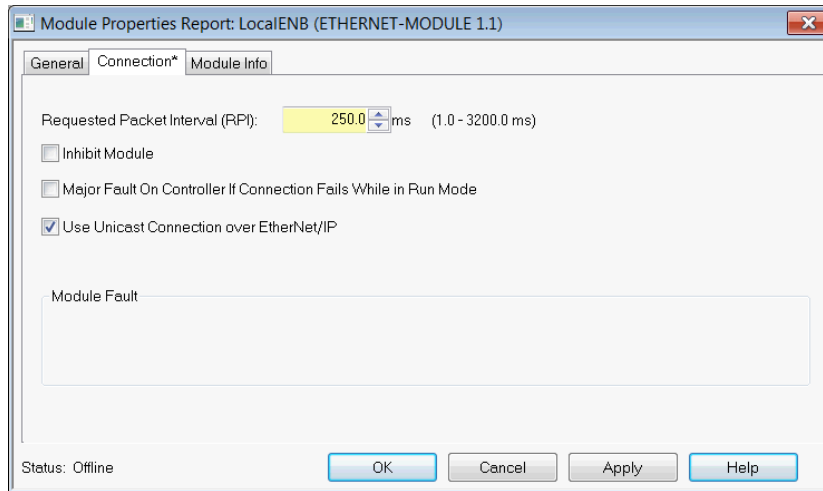 Module Properties Report: LocalENB (ETHERNET-MODULE 1.1)
General Connection* Module Info
Requested Packet Interval (RPI): 250.0 ms (1.0 - 3200.0 ms)
Inhibit Module
Major Fault On Controller If Connection Fails While in Run Mode
Use Unicast Connection over EtherNet/IP
Module Fault
Status: Offline OK Cancel Apply Help